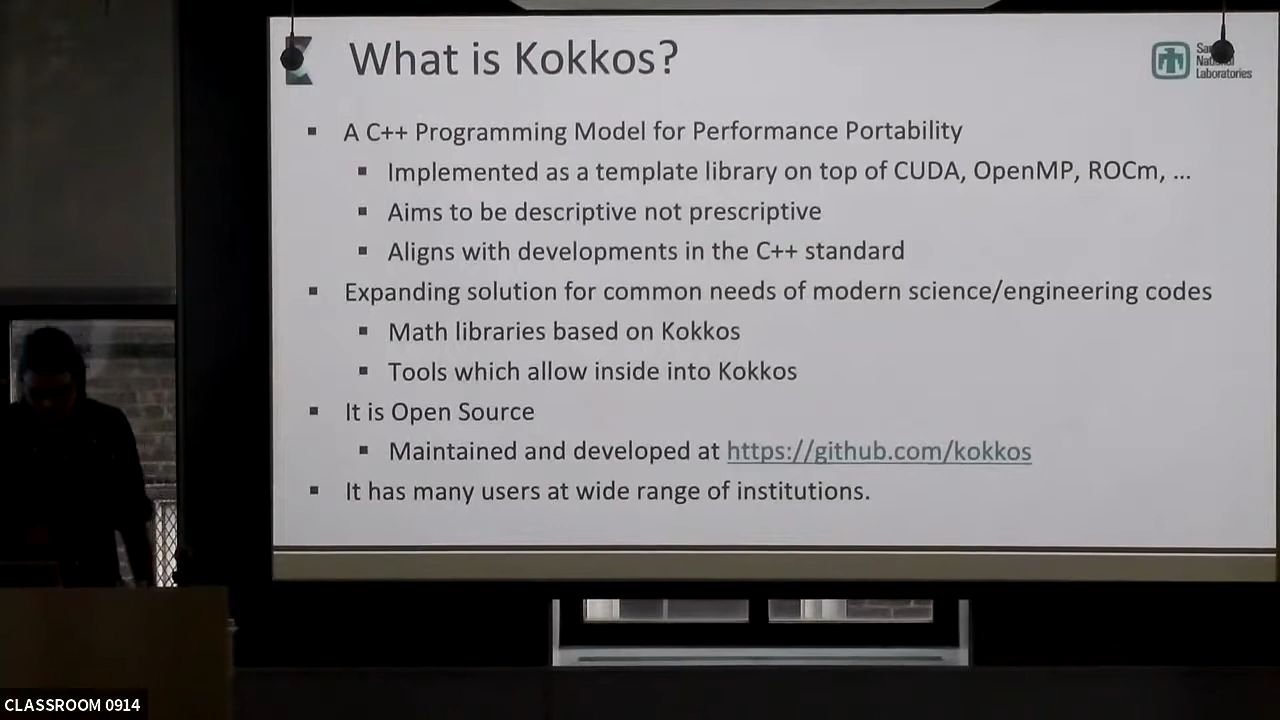 What is Kokkos?
Laboratories
▪ A C++ Programming Model for Performance Portability
▪ Implemented as a template library on top of CUDA, OpenMP, ROCm, ...
▪ Aims to be descriptive not prescriptive
▪ Aligns with developments in the C++ standard
▪ Expanding solution for common needs of modern science/engineering codes
▪ Math libraries based on Kokkos
▪ Tools which allow inside into Kokkos
▪ It is Open Source
▪ Maintained and developed at https://github.com/kokkos
▪ It has many users at wide range of institutions.
CLASSROOM 0914